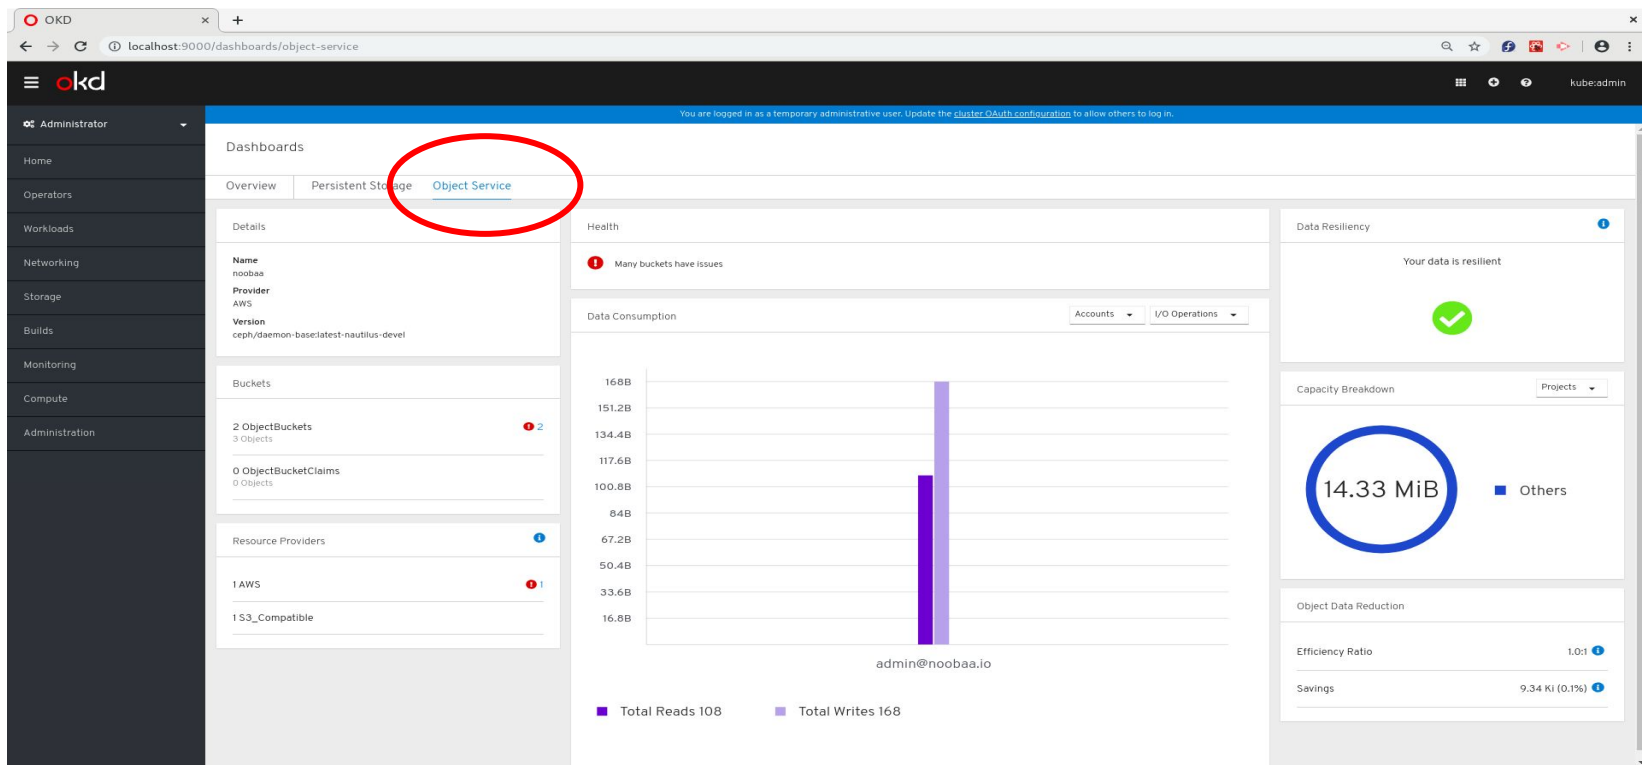 OKD
localhost:9000/dashboards/object-service
okd
kube:admin
Administrator
You are logged in as a temporary administrative user. Update the cluster OAuth configuration to allow others to log in.
Home
Operators
Workloads
Networking
Storage
Builds
Monitoring
Compute
Administration
Dashboards
Overview
Persistent Storage
Object Service
Details
Name
noobaa
Provider
AWS
Version
ceph/daemon-base:latest-nautilus-devel
Buckets
2 ObjectBuckets
2
3 Objects
0 ObjectBucketClaims
0 Objects
Resource Providers
1 AWS
1
1 S3_Compatible
Health
Many buckets have issues
Data Consumption
Accounts
I/O Operations
168B
151.2B
134.4B
117.6B
100.8B
84B
67.2B
50.4B
33.6B
16.8B
admin@noobaa.io
Total Reads 108
Total Writes 168
Data Resiliency
Your data is resilient
Capacity Breakdown
Projects
14.33 MiB
Others
Object Data Reduction
Efficiency Ratio
1.0:1
Savings
9.34 Ki (0.1%)